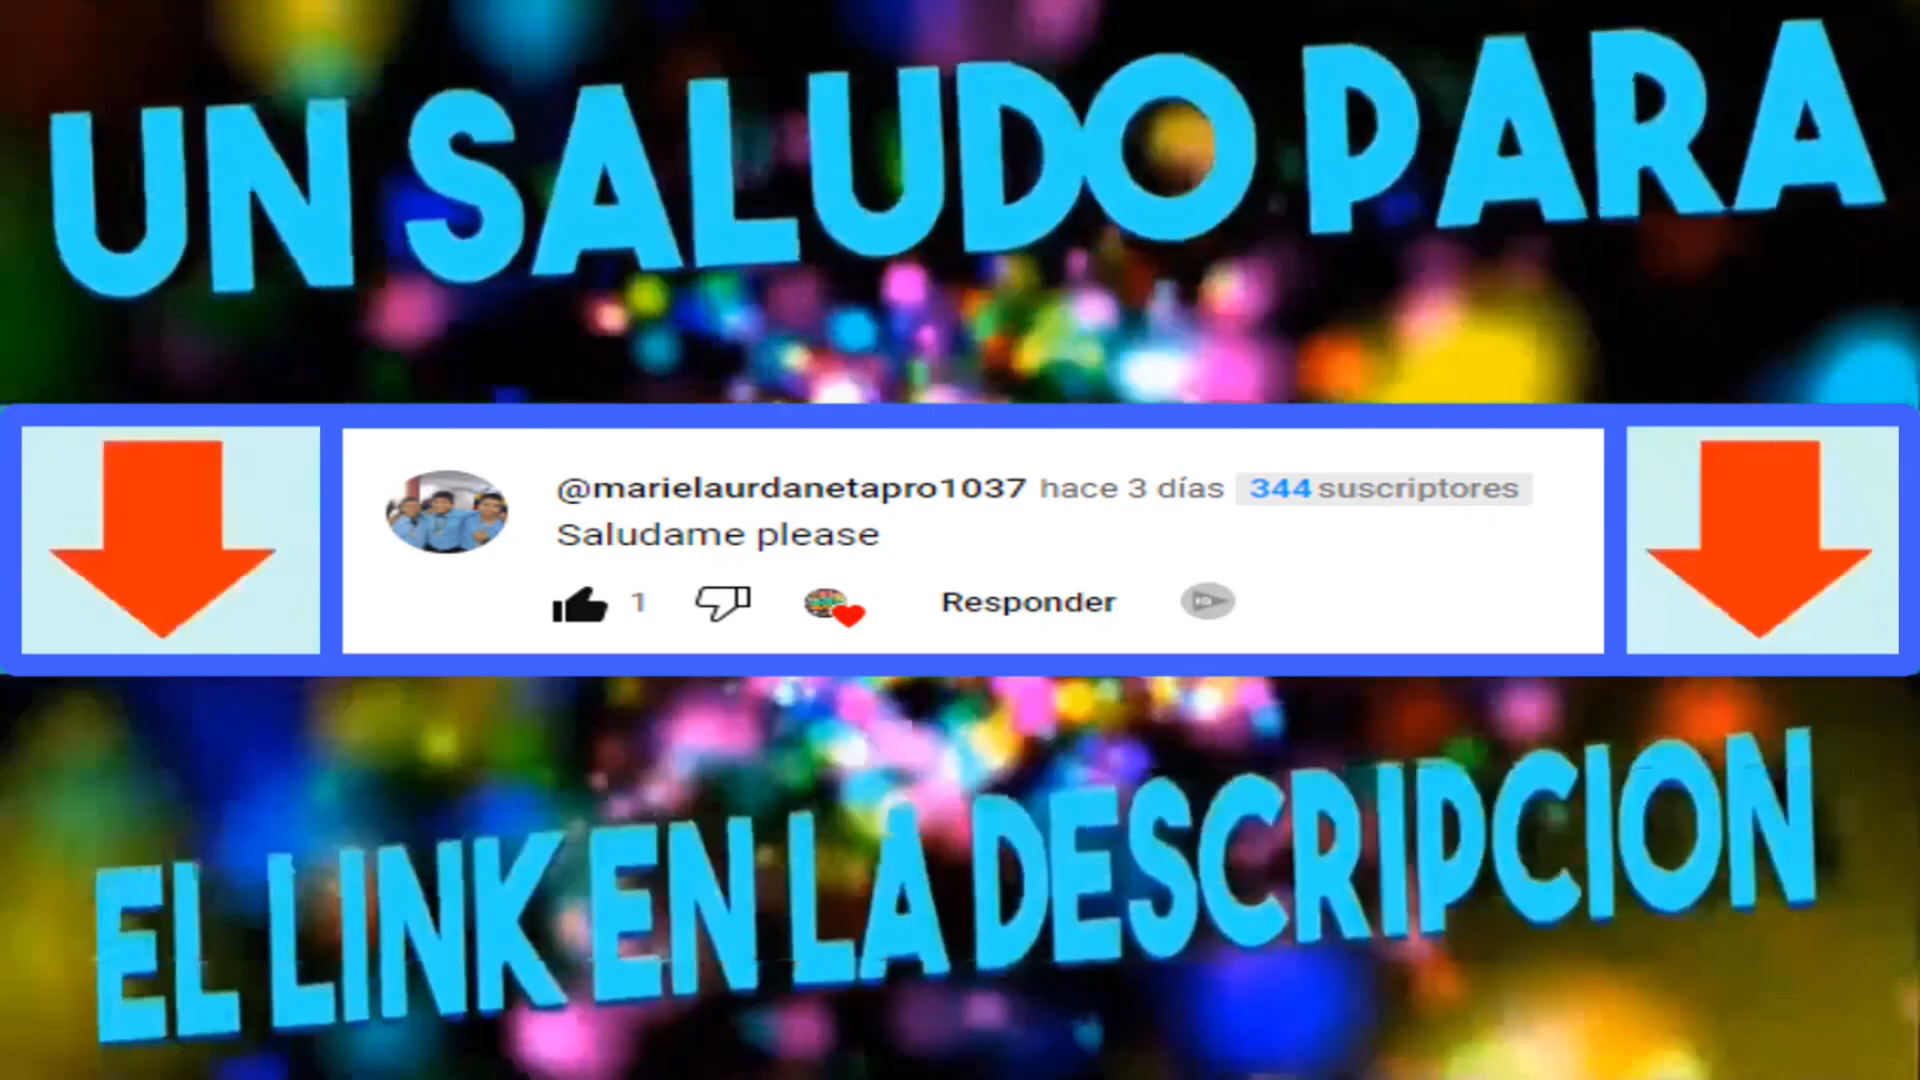 UN SALUDO PARA
@marielaurdanetapro1037 hace 3 días 344 suscriptores
Saludame please
1 Responder
EL LINK EN LA DESCRIPCION